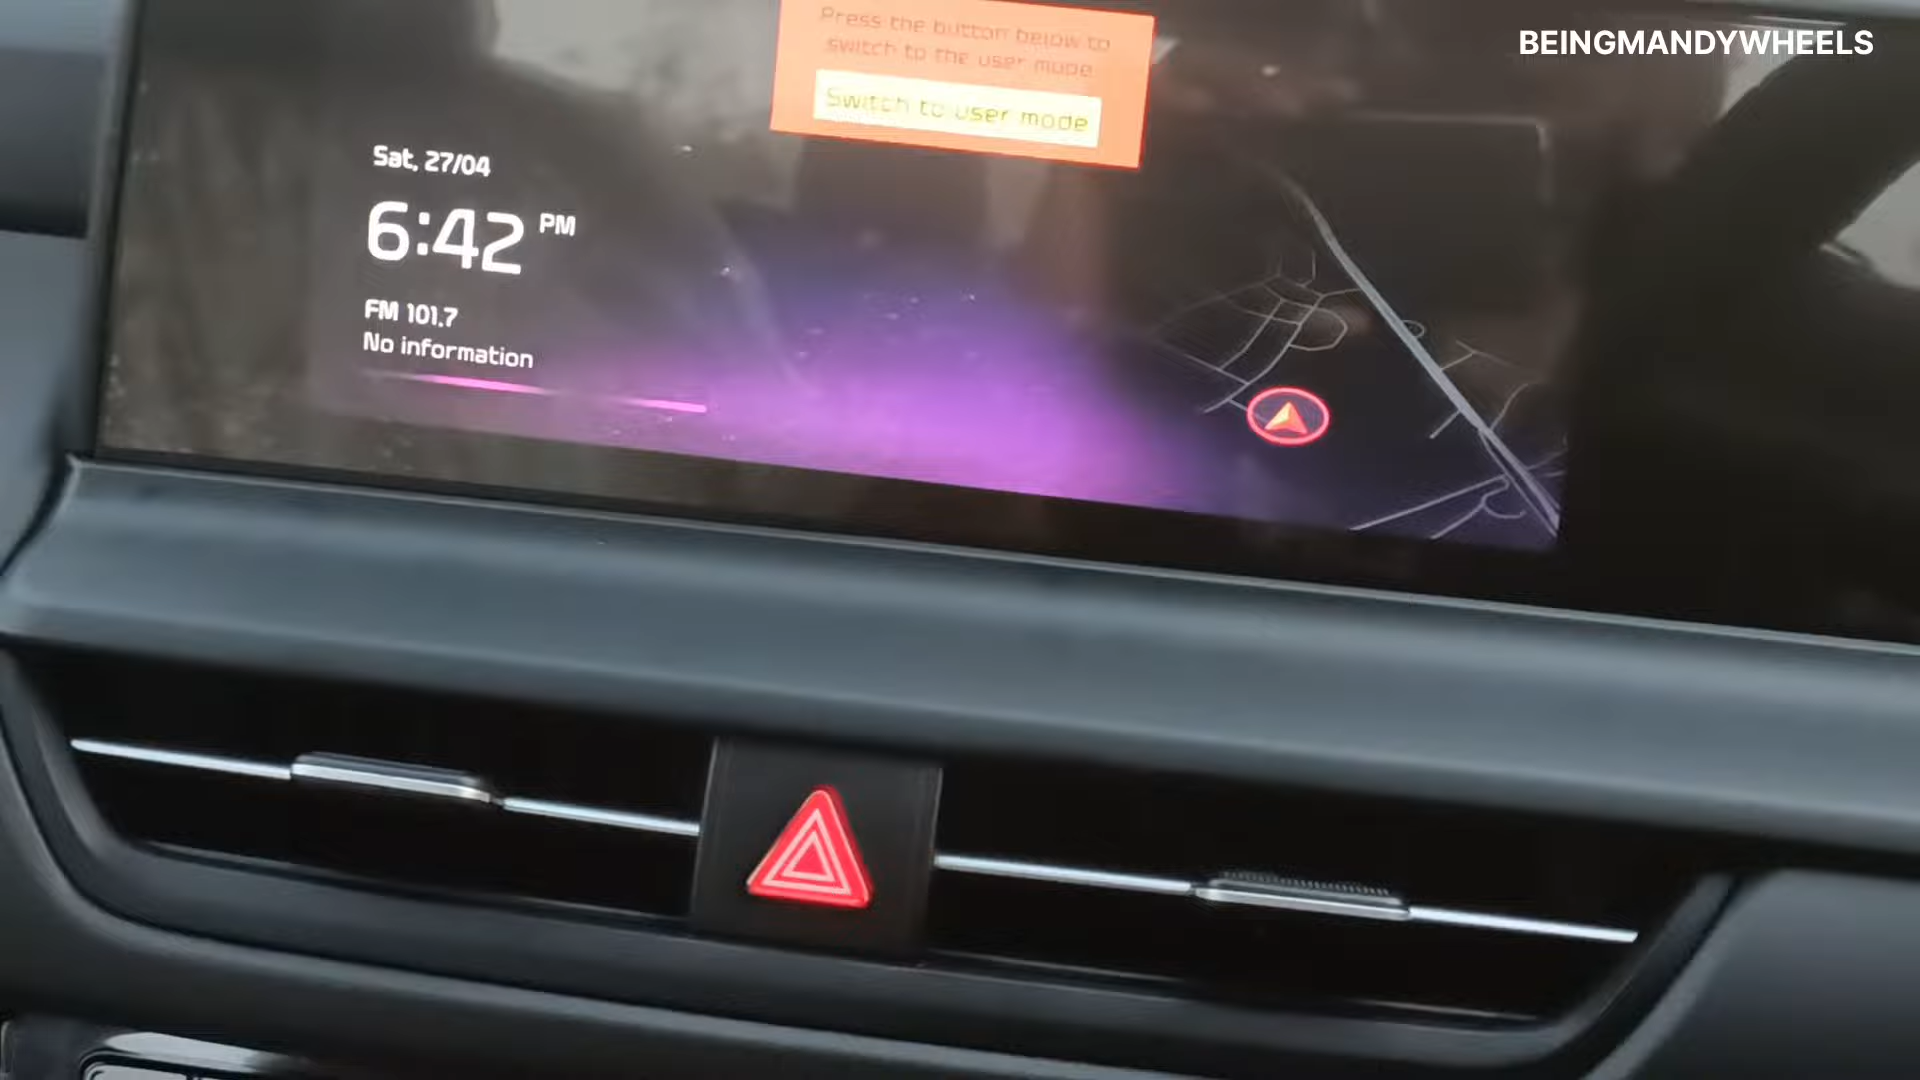 BEINGMANDYWHEELS
Press the button below to
switch to the user mode
Switch to user mode
Sat, 27/04
6:42 PM
FM 101.7
No information